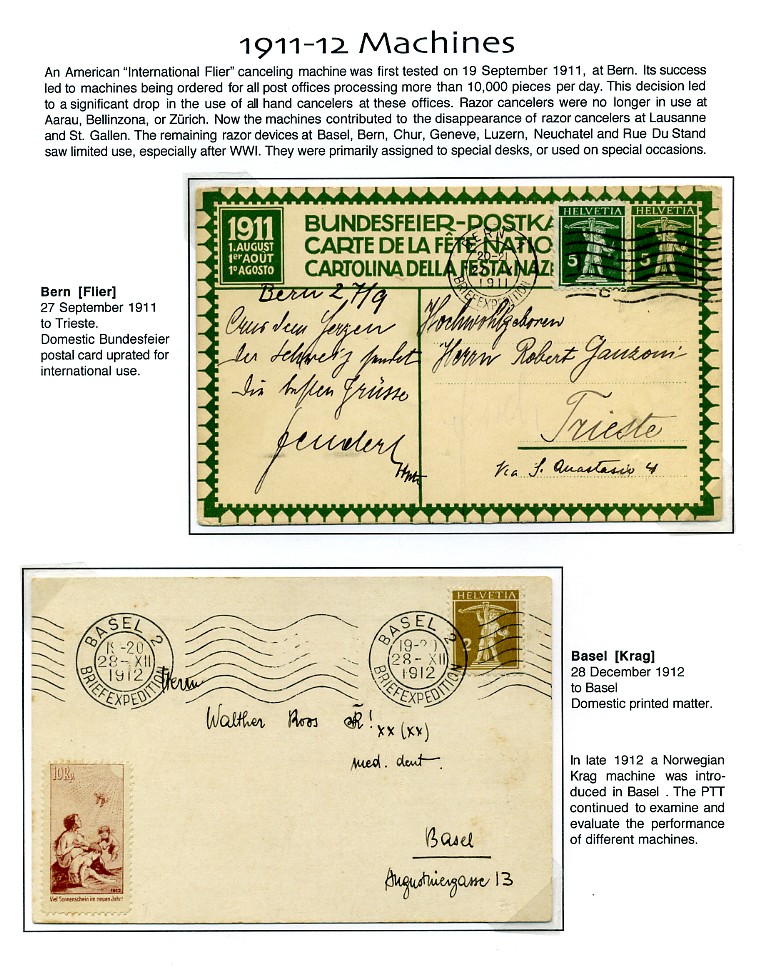 1911-12 Machines
An American "International Flier" canceling machine was first tested on 19 September 1911, at Bern. Its success
led to machines being ordered for all post offices processing more than 10,000 pieces per day. This decision led
to a significant drop in the use of all hand cancelers at these offices. Razor cancelers were no longer in use at
Aarau, Bellinzona, or Zürich. Now the machines contributed to the disappearance of razor cancelers at Lausanne
and St. Gallen. The remaining razor devices at Basel, Bern, Chur, Geneve, Luzern, Neuchatel and Rue Du Stand
saw limited use, especially after WWI. They were primarily assigned to special desks, or used on special occasions.
Bern [Flier]
27 September 1911
to Trieste.
Domestic Bundesfeier
postal card uprated for
international use.
1911
1.AUGUST
1er AOÛT
1º AGOSTO
BUNDESFEIER-POSTKA
CARTE DE LA FÊTE NATIO
CARTOLINA DELLA FESTA NAZI
HELVETIA
5
HELVETIA
5
BERN
20-21
1911
BRIEFEXPEDITION
Bern 27/9
Aus dem Herzen
der Schweiz sendet
die besten Grüsse
Hochwohlgeboren
Herrn Robert Ganzoni
Trieste
Via S. Anastasio
BASEL 2
19-20
28-XII
1912
BRIEFEXPEDITION
BASEL 2
19-20
28-XII
1912
BRIEFEXPEDITION
HELVETIA
2
Herrn
Walther Roos
xx (xx)
med. dent.
Basel
Augustinergasse 13
10Rp.
1912
Viel Sonnenschein im neuen Jahr!
Basel [Krag]
28 December 1912
to Basel
Domestic printed matter.
In late 1912 a Norwegian
Krag machine was intro-
duced in Basel . The PTT
continued to examine and
evaluate the performance
of different machines.